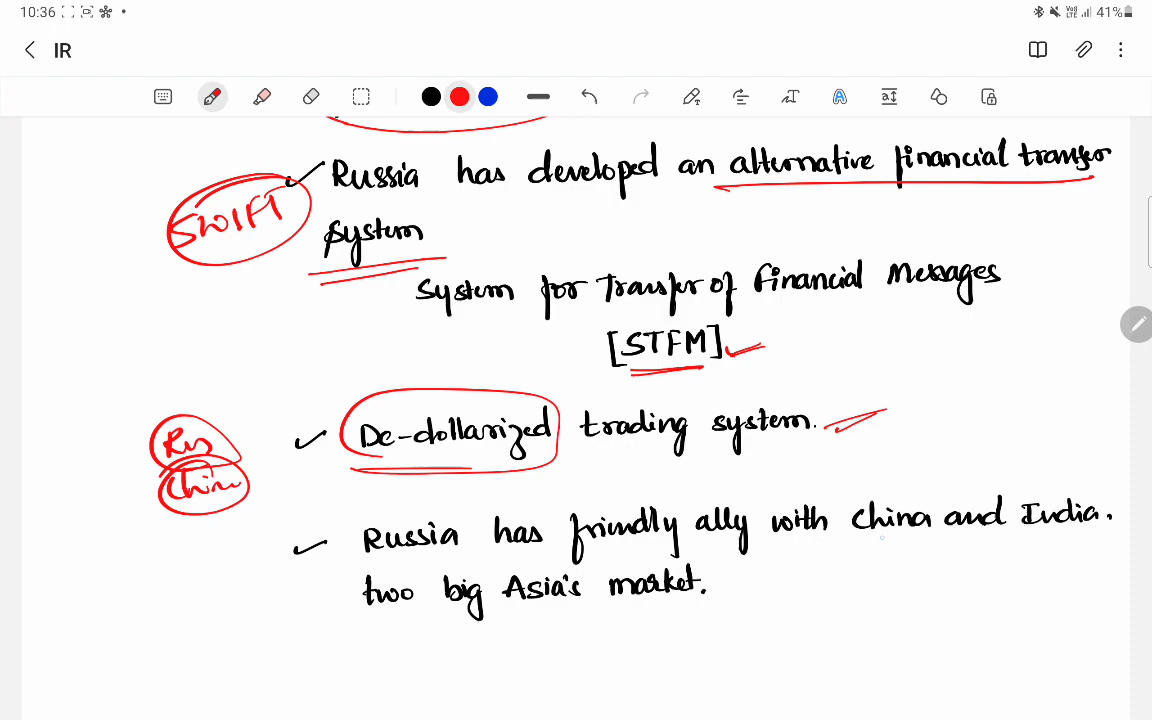 10:36
41%
IR
Russia has developed an alternative financial transfer
SWIFT
system
System for Transfer of Financial Messages
[STFM]
De-dollarized trading system.
Rus
China
Russia has friendly ally with China and India.
two big Asia's market.